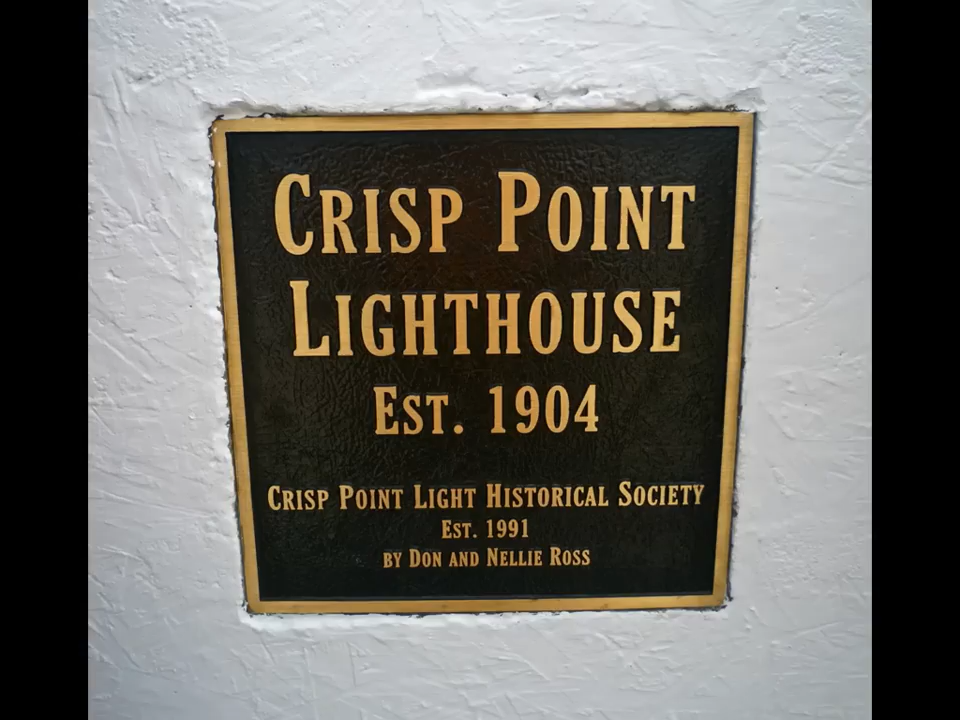 Crisp Point
Lighthouse
Est. 1904
Crisp Point Light Historical Society
Est. 1991
by Don and Nellie Ross